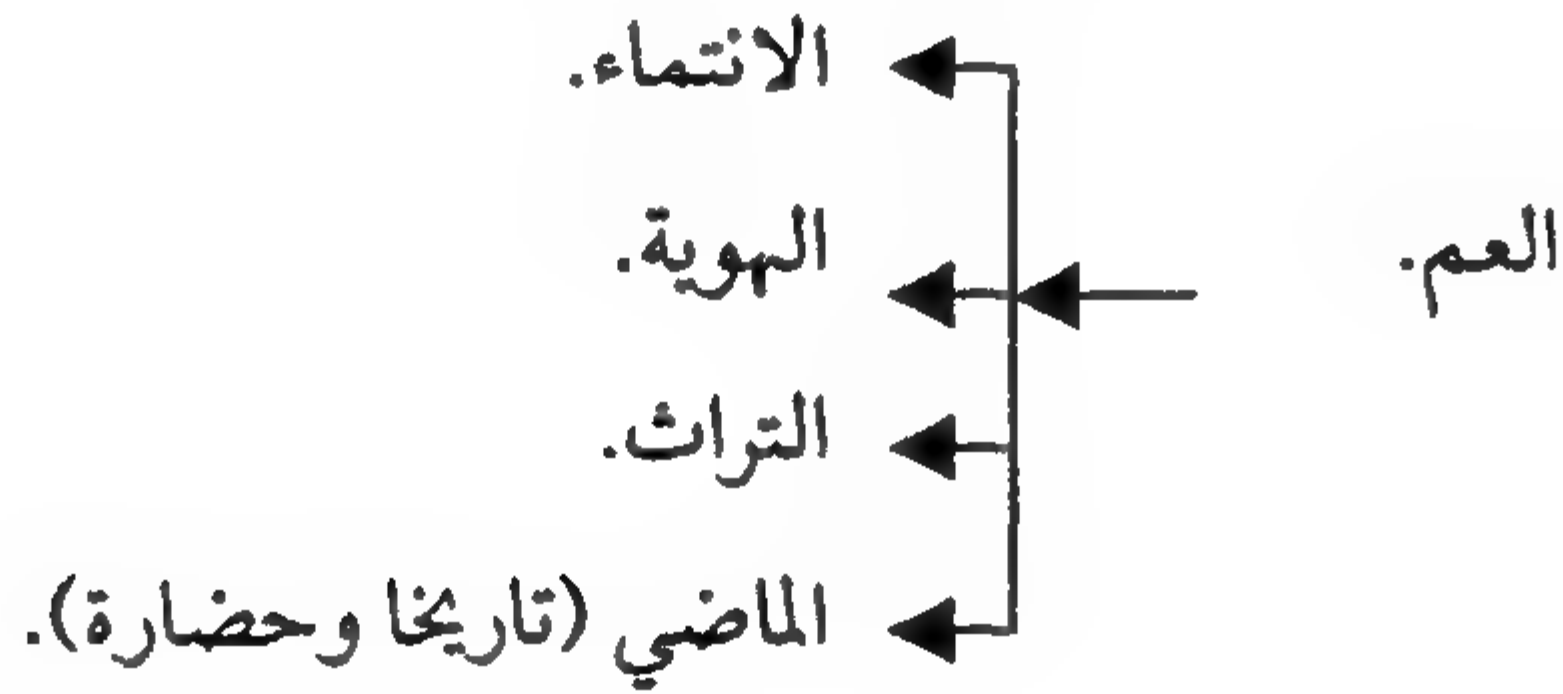 الانتماء.
العم.
الهوية.
التراث.
الماضي (تاريخا وحضارة).